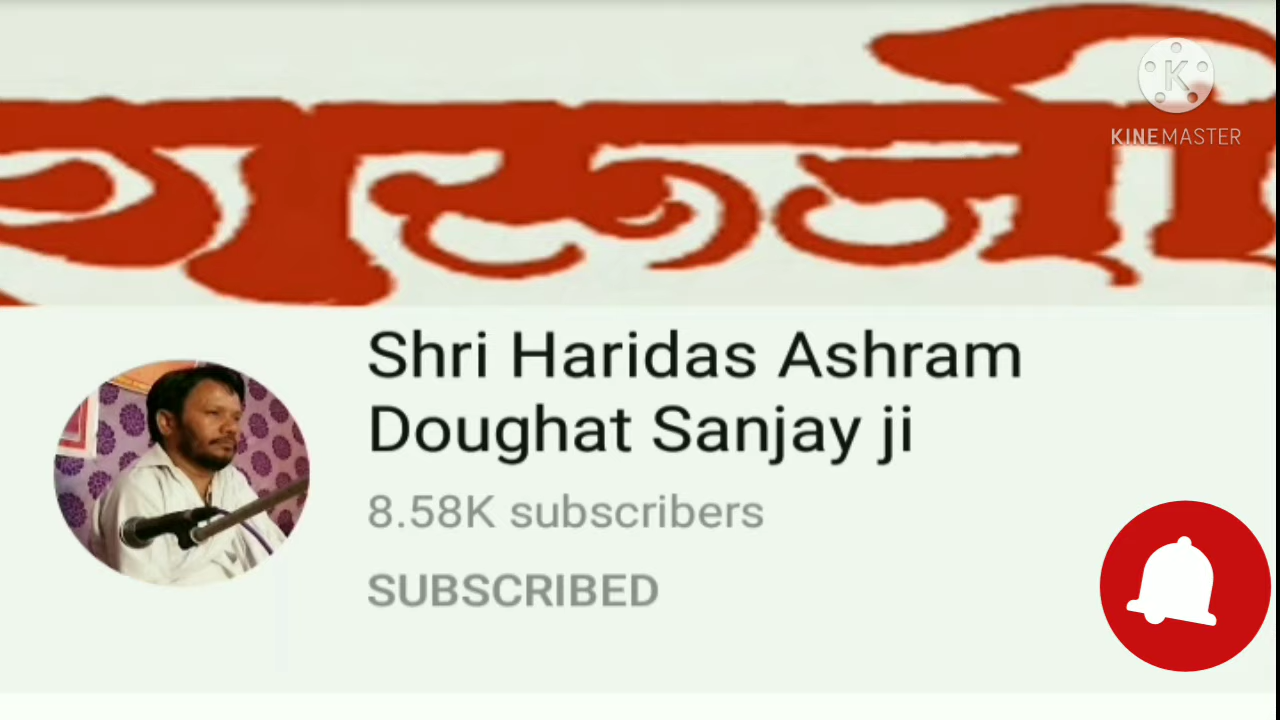 K
KINEMASTER
Shri Haridas Ashram
Doughat Sanjay ji
8.58K subscribers
SUBSCRIBED